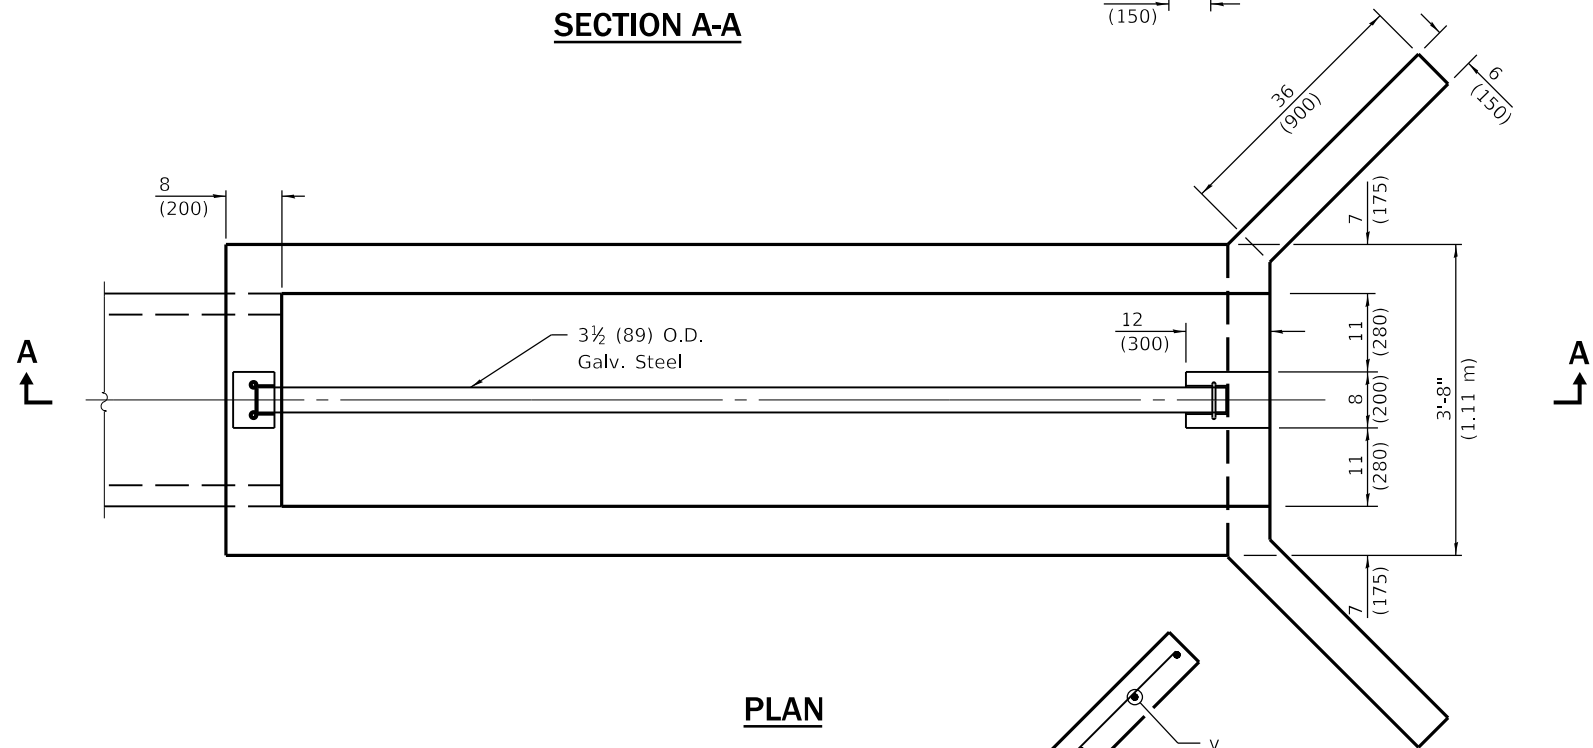 SECTION A-A
(150)
36
(900)
6
(150)
8
(200)
7
(175)
3½ (89) O.D.
Galv. Steel
12
(300)
11
(280)
8
(200)
11
(280)
3'-8"
(1.11 m)
A
A
7
(175)
PLAN
v